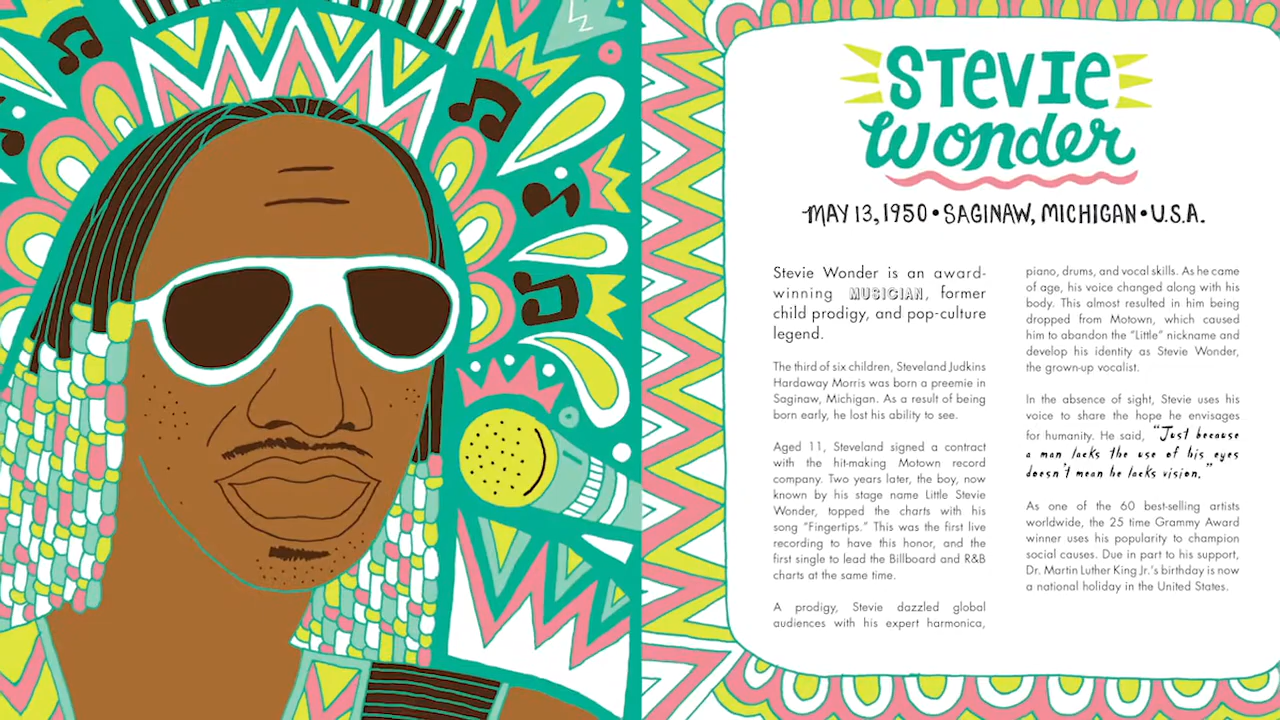 STEVIE
wonder
MAY 13, 1950 • SAGINAW, MICHIGAN • U.S.A.
Stevie Wonder is an award-
winning MUSICIAN, former
child prodigy, and pop-culture
legend.
The third of six children, Steveland Judkins
Hardaway Morris was born a preemie in
Saginaw, Michigan. As a result of being
born early, he lost his ability to see.
Aged 11, Steveland signed a contract
with the hit-making Motown record
company. Two years later, the boy, now
known by his stage name Little Stevie
Wonder, topped the charts with his
song “Fingertips.” This was the first live
recording to have this honor, and the
first single to lead the Billboard and R&B
charts at the same time.
A prodigy, Stevie dazzled global
audiences with his expert harmonica,
piano, drums, and vocal skills. As he came
of age, his voice changed along with his
body. This almost resulted in him being
dropped from Motown, which caused
him to abandon the “Little” nickname and
develop his identity as Stevie Wonder,
the grown-up vocalist.
In the absence of sight, Stevie uses his
voice to share the hope he envisages
for humanity. He said, “Just because
a man lacks the use of his eyes
doesn't mean he lacks vision.”
As one of the 60 best-selling artists
worldwide, the 25 time Grammy Award
winner uses his popularity to champion
social causes. Due in part to his support,
Dr. Martin Luther King Jr.'s birthday is now
a national holiday in the United States.